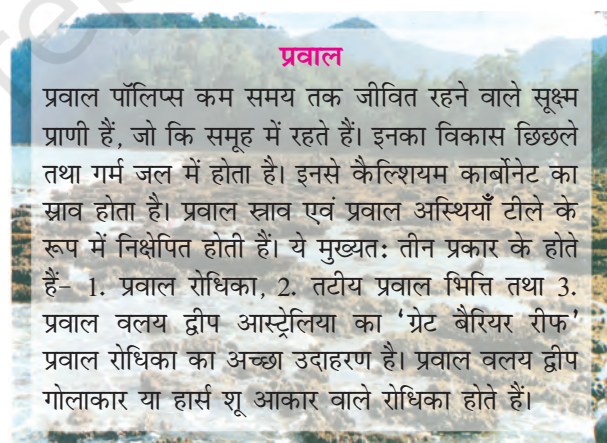 प्रवाल
प्रवाल पॉलिप्स कम समय तक जीवित रहने वाले सूक्ष्म
प्राणी हैं, जो कि समूह में रहते हैं। इनका विकास छिछले
तथा गर्म जल में होता है। इनसे कैल्शियम कार्बोनेट का
स्राव होता है। प्रवाल स्राव एवं प्रवाल अस्थियाँ टीले के
रूप में निक्षेपित होती हैं। ये मुख्यत: तीन प्रकार के होते
हैं– 1. प्रवाल रोधिका, 2. तटीय प्रवाल भित्ति तथा 3.
प्रवाल वलय द्वीप आस्ट्रेलिया का ‘ग्रेट बैरियर रीफ’
प्रवाल रोधिका का अच्छा उदाहरण है। प्रवाल वलय द्वीप
गोलाकार या हार्स शू आकार वाले रोधिका होते हैं।